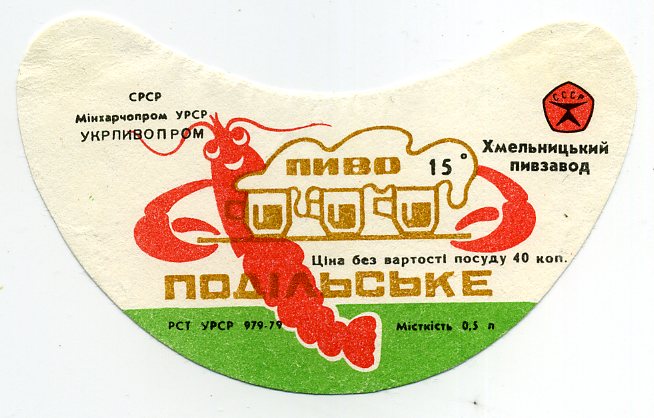 СРСР
Мінхарчопром УРСР
УКРПИВОПРОМ
СССР
Хмельницький
пивзавод
ПИВО 15°
Ціна без вартості посуду 40 коп.
ПОДІЛЬСЬКЕ
РСТ УРСР 979-79 Місткість 0,5 л